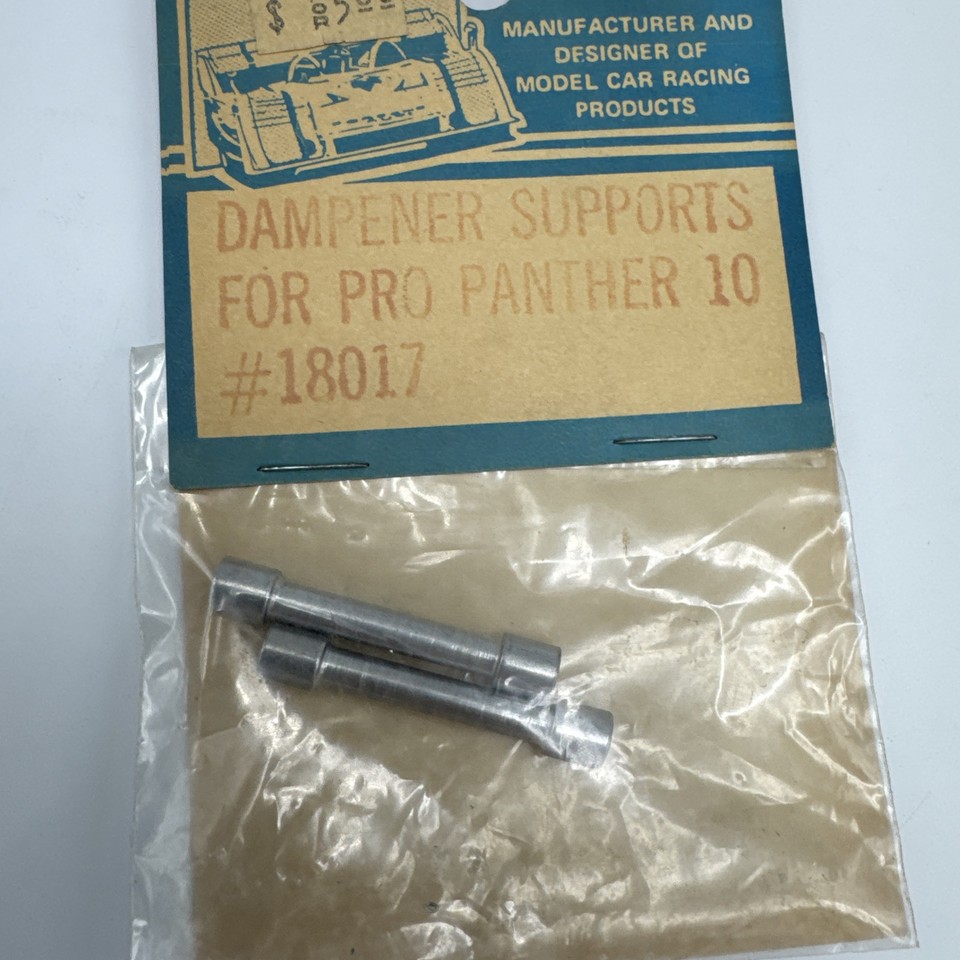 MANUFACTURER AND
DESIGNER OF
MODEL CAR RACING
PRODUCTS
DAMPENER SUPPORTS
FOR PRO PANTHER 10
#18017